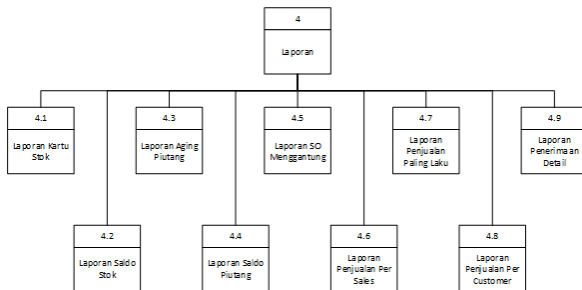 4
Laporan
4.1
Laporan Kartu
Stok
4.3
Laporan Aging
Piutang
4.5
Laporan SO
Menggantung
4.7
Laporan
Penjualan
Paling Laku
4.9
Laporan
Penerimaan
Detail
4.2
Laporan Saldo
Stok
4.4
Laporan Saldo
Piutang
4.6
Laporan
Penjualan Per
Sales
4.8
Laporan
Penjualan Per
Customer